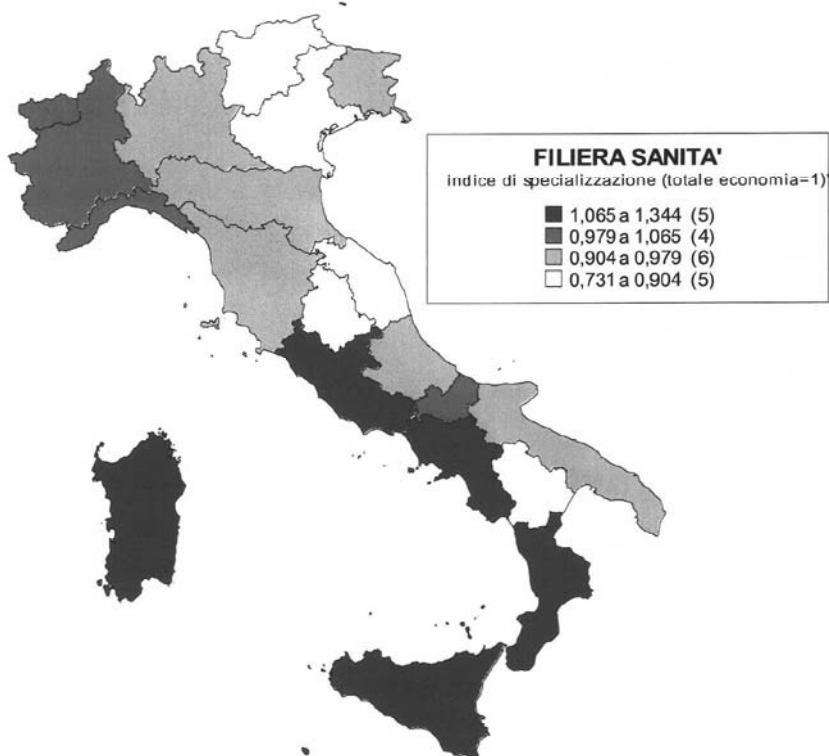 FILIERA SANITA'
indice di specializzazione (totale economia=1)
1,065 a 1,344 (5)
0,979 a 1,065 (4)
0,904 a 0,979 (6)
0,731 a 0,904 (5)